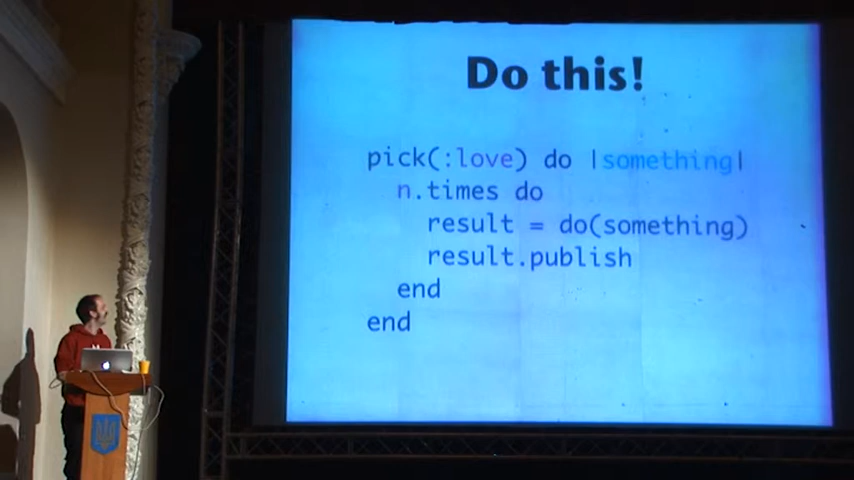 Do this!
pick(:love) do |something|
n.times do
result = do(something)
result.publish
end
end